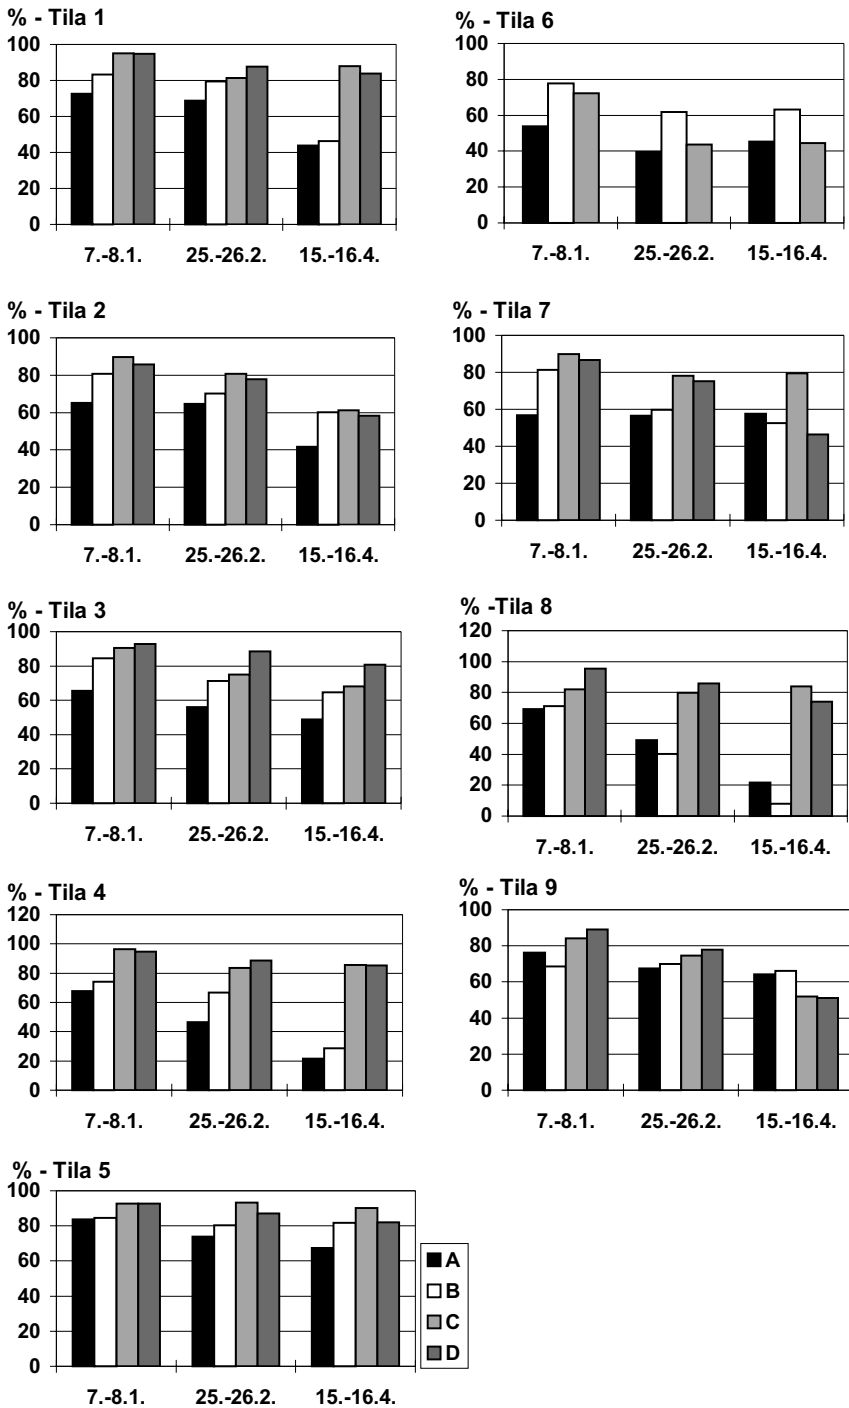 % - Tila 1
100
80
60
40
20
0
7.-8.1. 25.-26.2. 15.-16.4.
% - Tila 2
100
80
60
40
20
0
7.-8.1. 25.-26.2. 15.-16.4.
% - Tila 3
100
80
60
40
20
0
7.-8.1. 25.-26.2. 15.-16.4.
% - Tila 4
120
100
80
60
40
20
0
7.-8.1. 25.-26.2. 15.-16.4.
% - Tila 5
100
80
60
40
20
0
7.-8.1. 25.-26.2. 15.-16.4.
A
B
C
D
% - Tila 6
100
80
60
40
20
0
7.-8.1. 25.-26.2. 15.-16.4.
% - Tila 7
100
80
60
40
20
0
7.-8.1. 25.-26.2. 15.-16.4.
% -Tila 8
120
100
80
60
40
20
0
7.-8.1. 25.-26.2. 15.-16.4.
% - Tila 9
100
80
60
40
20
0
7.-8.1. 25.-26.2. 15.-16.4.